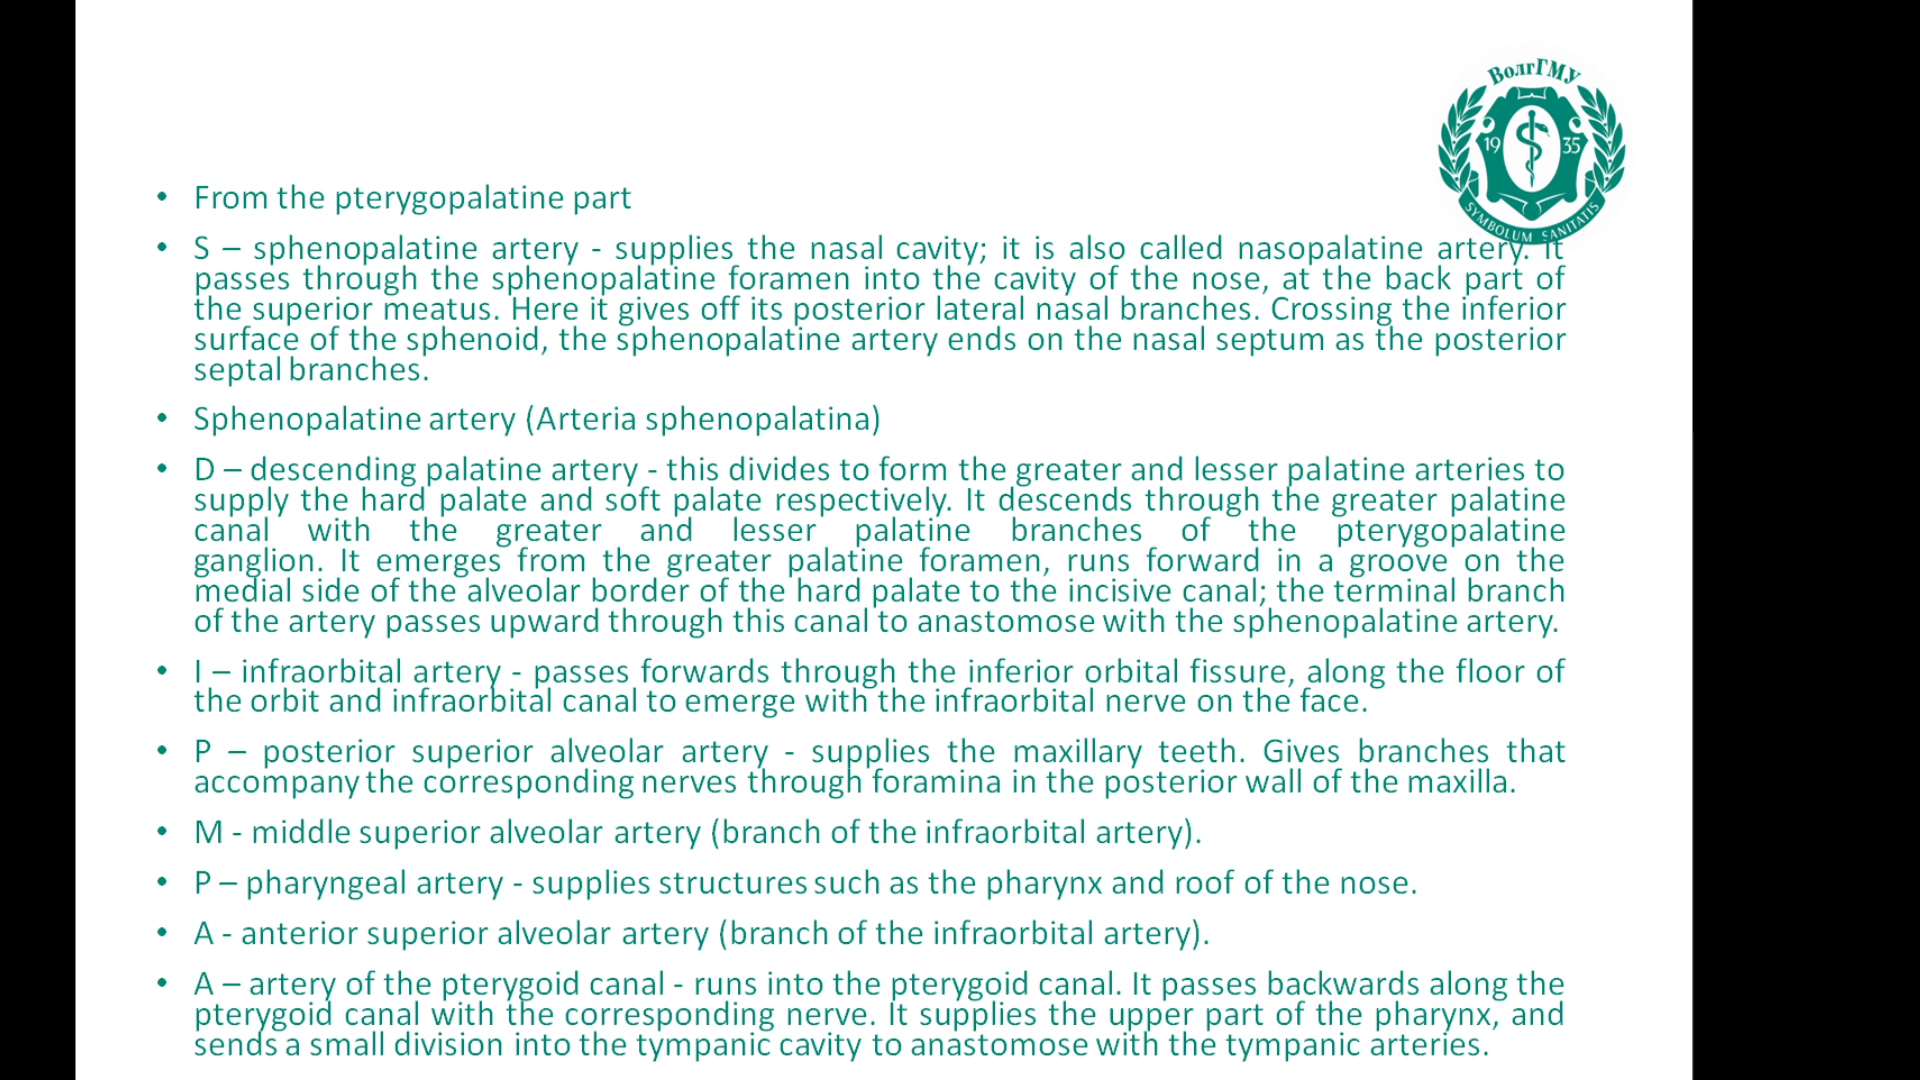 ВолгГМУ
19 35
SYMBOLUM SANITATIS
• From the pterygopalatine part
• S – sphenopalatine artery - supplies the nasal cavity; it is also called nasopalatine artery. It
passes through the sphenopalatine foramen into the cavity of the nose, at the back part of
the superior meatus. Here it gives off its posterior lateral nasal branches. Crossing the inferior
surface of the sphenoid, the sphenopalatine artery ends on the nasal septum as the posterior
septal branches.
• Sphenopalatine artery (Arteria sphenopalatina)
• D – descending palatine artery - this divides to form the greater and lesser palatine arteries to
supply the hard palate and soft palate respectively. It descends through the greater palatine
canal with the greater and lesser palatine branches of the pterygopalatine
ganglion. It emerges from the greater palatine foramen, runs forward in a groove on the
medial side of the alveolar border of the hard palate to the incisive canal; the terminal branch
of the artery passes upward through this canal to anastomose with the sphenopalatine artery.
• I – infraorbital artery - passes forwards through the inferior orbital fissure, along the floor of
the orbit and infraorbital canal to emerge with the infraorbital nerve on the face.
• P – posterior superior alveolar artery - supplies the maxillary teeth. Gives branches that
accompany the corresponding nerves through foramina in the posterior wall of the maxilla.
• M - middle superior alveolar artery (branch of the infraorbital artery).
• P – pharyngeal artery - supplies structures such as the pharynx and roof of the nose.
• A - anterior superior alveolar artery (branch of the infraorbital artery).
• A – artery of the pterygoid canal - runs into the pterygoid canal. It passes backwards along the
pterygoid canal with the corresponding nerve. It supplies the upper part of the pharynx, and
sends a small division into the tympanic cavity to anastomose with the tympanic arteries.